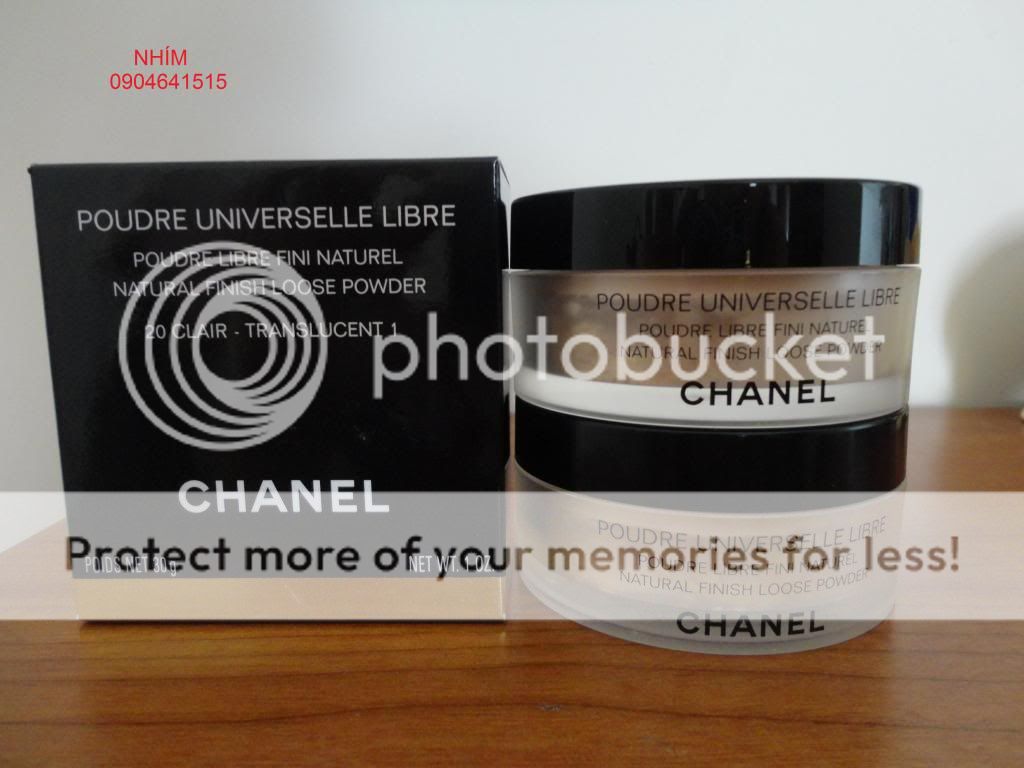 NHÍM
0904641515
POUDRE UNIVERSELLE LIBRE
POUDRE LIBRE FINI NATUREL
NATURAL FINISH LOOSE POWDER
20 CLAIR - TRANSLUCENT 1
CHANEL
POIDS NET 30 g
NET WT. 1 OZ.
POUDRE UNIVERSELLE LIBRE
POUDRE LIBRE FINI NATUREL
NATURAL FINISH LOOSE POWDER
CHANEL
POUDRE UNIVERSELLE LIBRE
POUDRE LIBRE FINI NATUREL
NATURAL FINISH LOOSE POWDER
CHANEL
photobucket
Protect more of your memories for less!